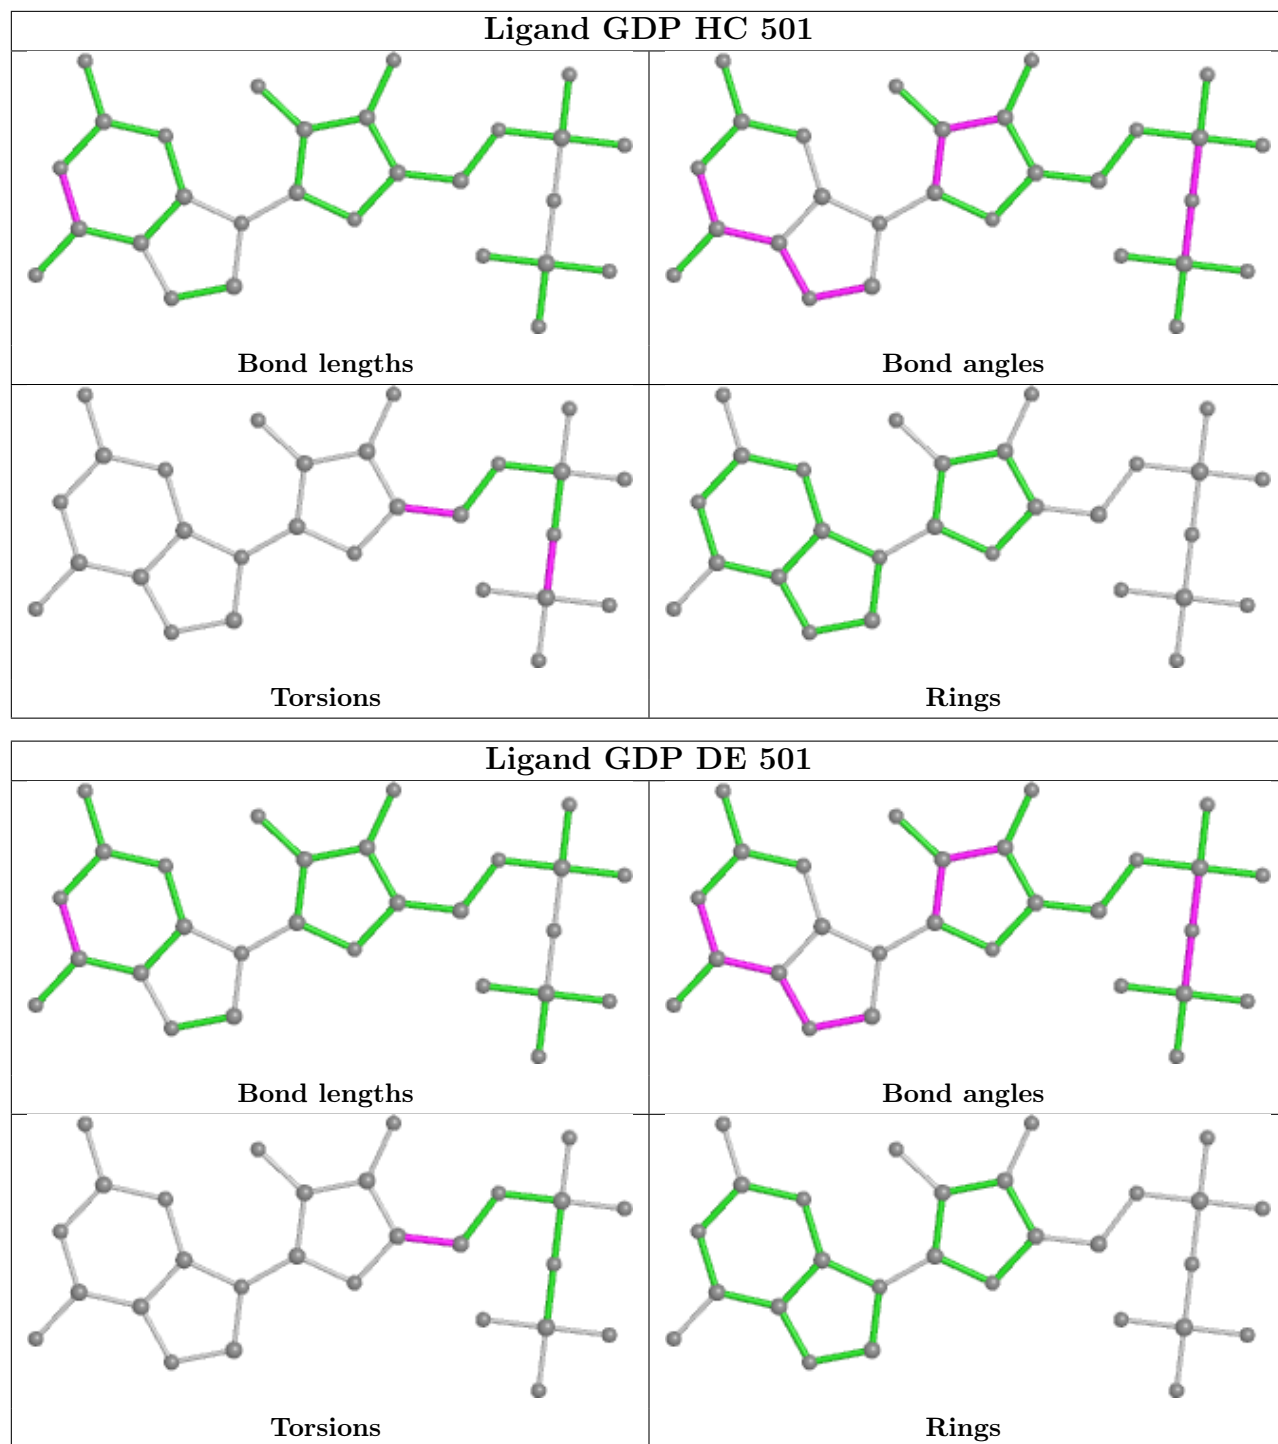 Ligand GDP HC 501
Bond lengths
Bond angles
Torsions
Rings
Ligand GDP DE 501
Bond lengths
Bond angles
Torsions
Rings